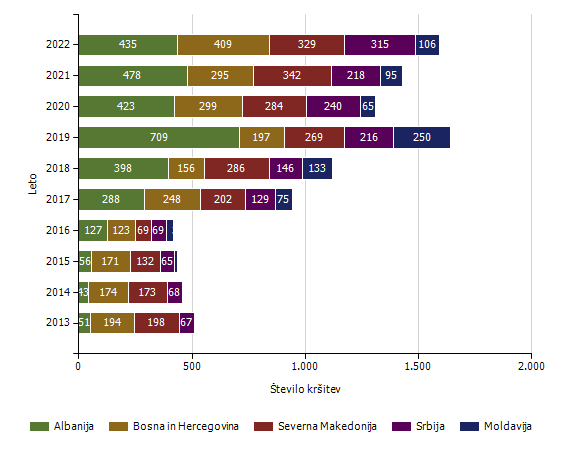 2022 435 409 329 315 106
2021 478 295 342 218 95
2020 423 299 284 240 65
2019 709 197 269 216 250
2018 398 156 286 146 133
2017 288 248 202 129 75
2016 127 123 69 69
2015 56 171 132 65
2014 43 174 173 68
2013 51 194 198 67
Leto
0 500 1.000 1.500 2.000
Število kršitev
Albanija Bosna in Hercegovina Severna Makedonija Srbija Moldavija